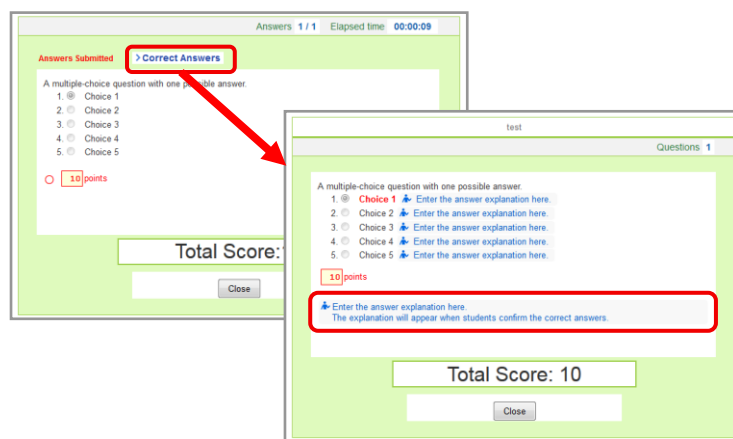 Answers 1 / 1 Elapsed time 00:00:09
Answers Submitted > Correct Answers
A multiple-choice question with one possible answer.
1. Choice 1
2. Choice 2
3. Choice 3
4. Choice 4
5. Choice 5
10 points
Total Score:
Close
test
Questions 1
A multiple-choice question with one possible answer.
1. Choice 1 Enter the answer explanation here.
2. Choice 2 Enter the answer explanation here.
3. Choice 3 Enter the answer explanation here.
4. Choice 4 Enter the answer explanation here.
5. Choice 5 Enter the answer explanation here.
10 points
Enter the answer explanation here.
The explanation will appear when students confirm the correct answers.
Total Score: 10
Close